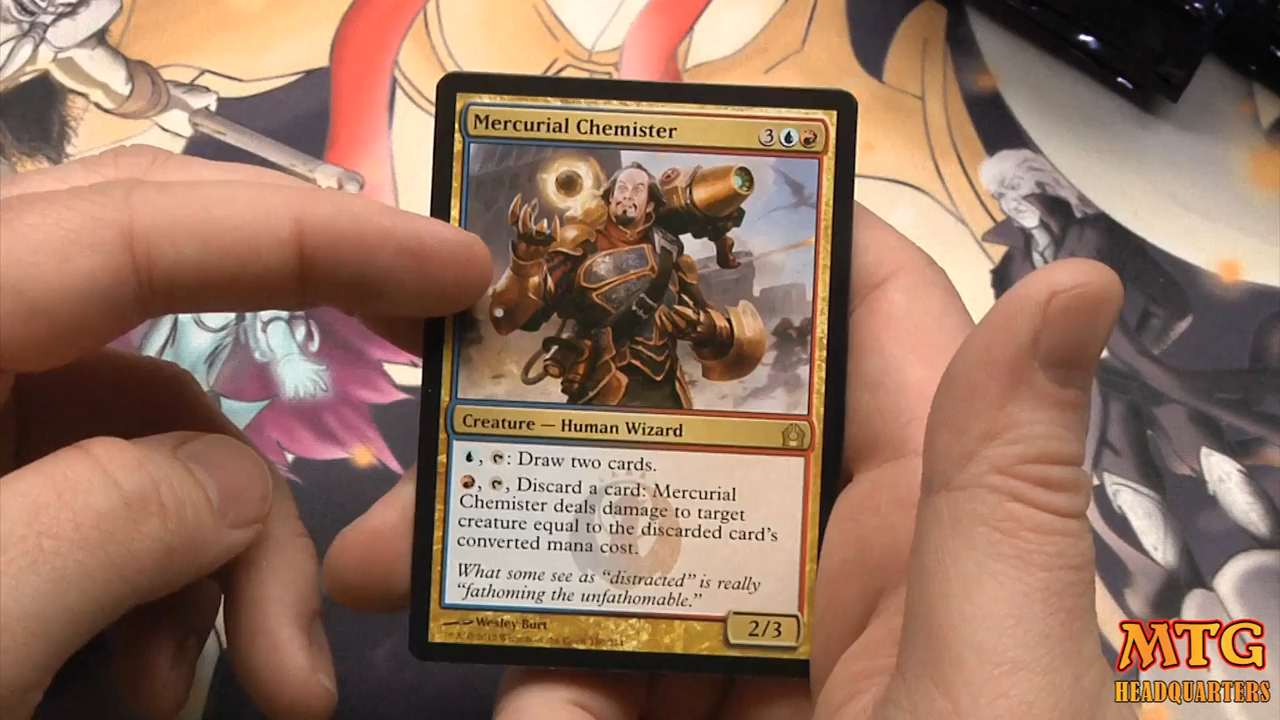 Mercurial Chemister
3
Creature — Human Wizard
, : Draw two cards.
, , Discard a card: Mercurial
Chemister deals damage to target
creature equal to the discarded card's
converted mana cost.
What some see as “distracted” is really
“fathoming the unfathomable.”
Wesley Burt
2/3
MTG
HEADQUARTERS